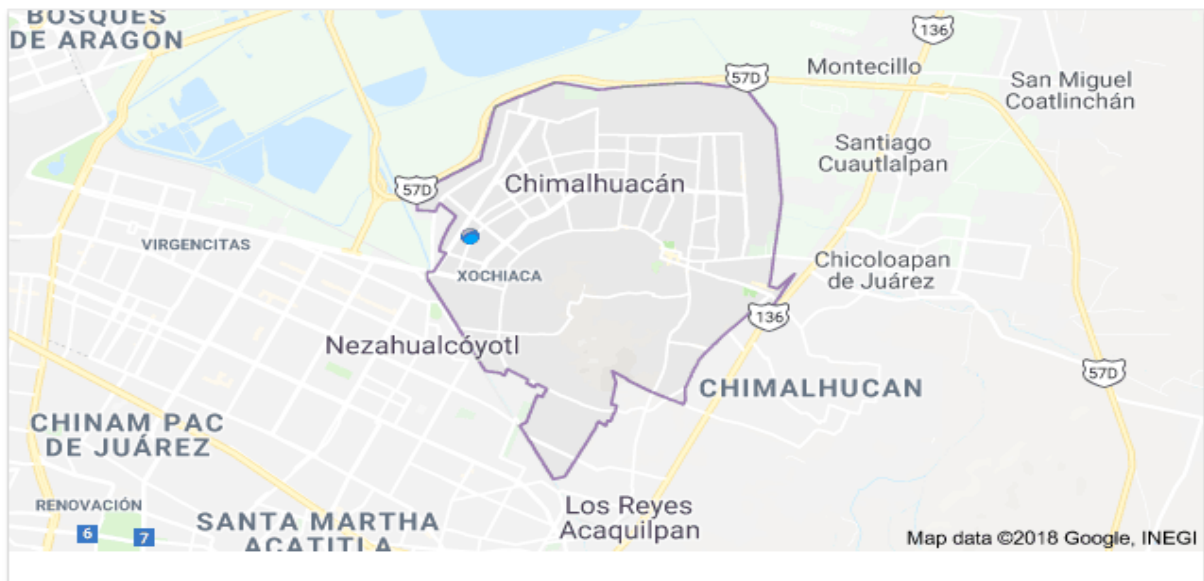 BOSQUES
DE ARAGON
136
57D
Montecillo
San Miguel
Coatlinchán
Santiago
Cuautlalpan
57D
Chimalhuacán
VIRGENCITAS
XOCHIACA
Chicoloapan
de Juárez
136
Nezahualcóyotl
57D
CHIMALHUCAN
CHINAM PAC
DE JUÁREZ
RENOVACIÓN
6
7
SANTA MARTHA
ACATITLA
Los Reyes
Acaquilpan
Map data ©2018 Google, INEGI